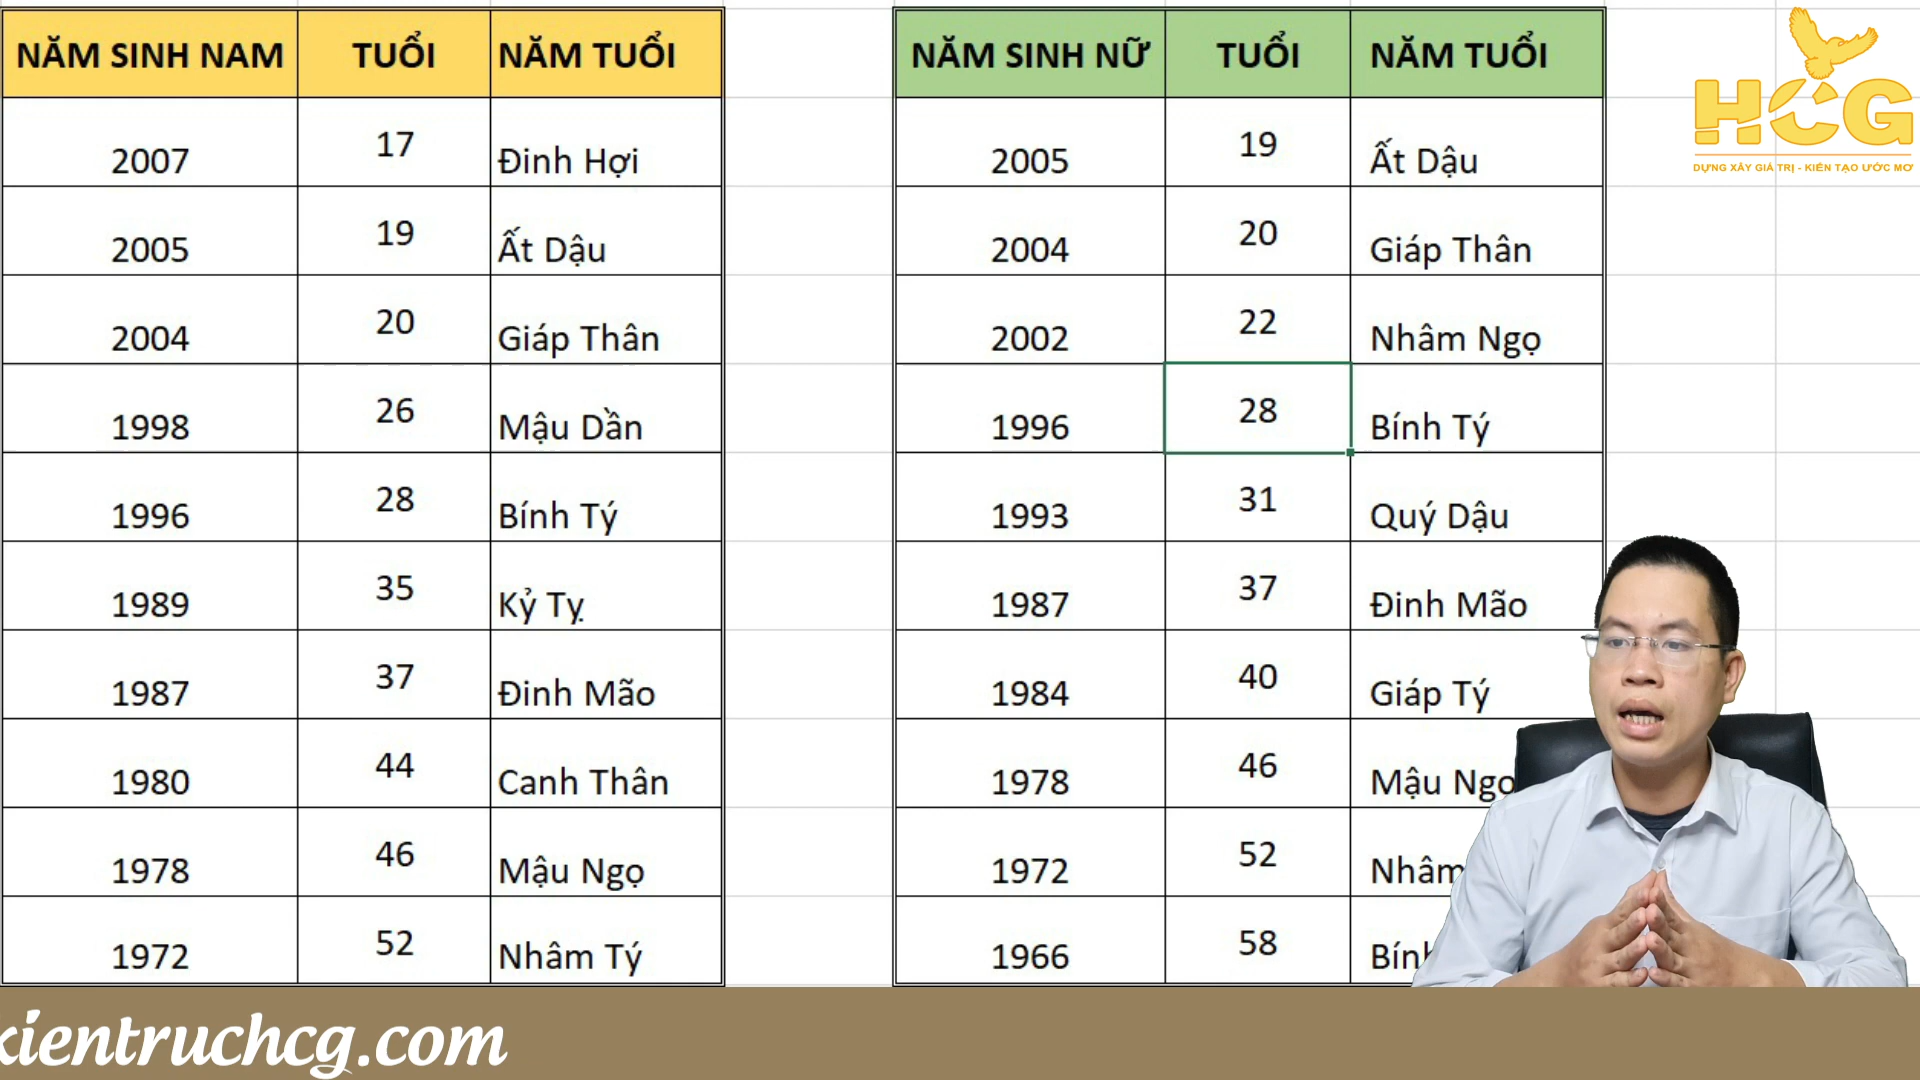 NĂM SINH NAM TUỔI NĂM TUỔI
2007 17 Đinh Hợi
2005 19 Ất Dậu
2004 20 Giáp Thân
1998 26 Mậu Dần
1996 28 Bính Tý
1989 35 Kỷ Tỵ
1987 37 Đinh Mão
1980 44 Canh Thân
1978 46 Mậu Ngọ
1972 52 Nhâm Tý
NĂM SINH NỮ TUỔI NĂM TUỔI
2005 19 Ất Dậu
2004 20 Giáp Thân
2002 22 Nhâm Ngọ
1996 28 Bính Tý
1993 31 Quý Dậu
1987 37 Đinh Mão
1984 40 Giáp Tý
1978 46 Mậu Ngọ
1972 52 Nhâm
1966 58
HCG
DỰNG XÂY GIÁ TRỊ - KIẾN TẠO ƯỚC MƠ
kientruchcg.com